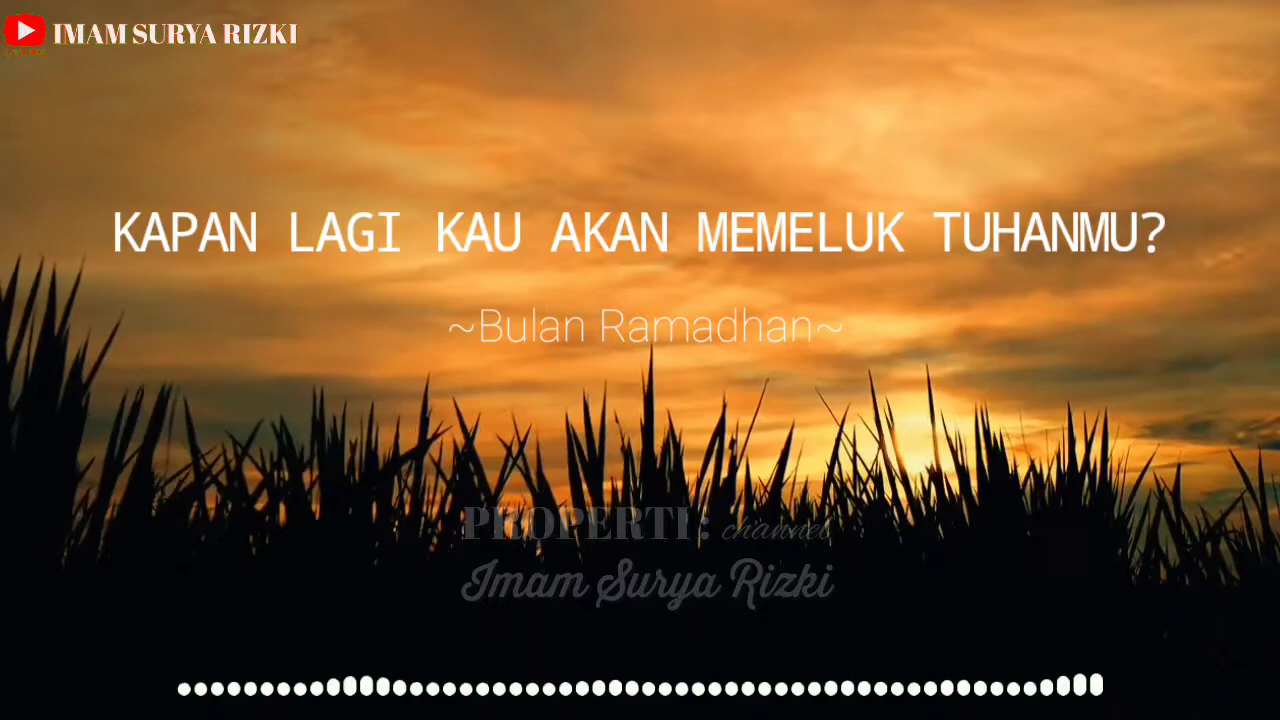 IMAM SURYA RIZKI
KAPAN LAGI KAU AKAN MEMELUK TUHANMU?
~Bulan Ramadhan~
PROPERTI : channel
Imam Surya Rizki